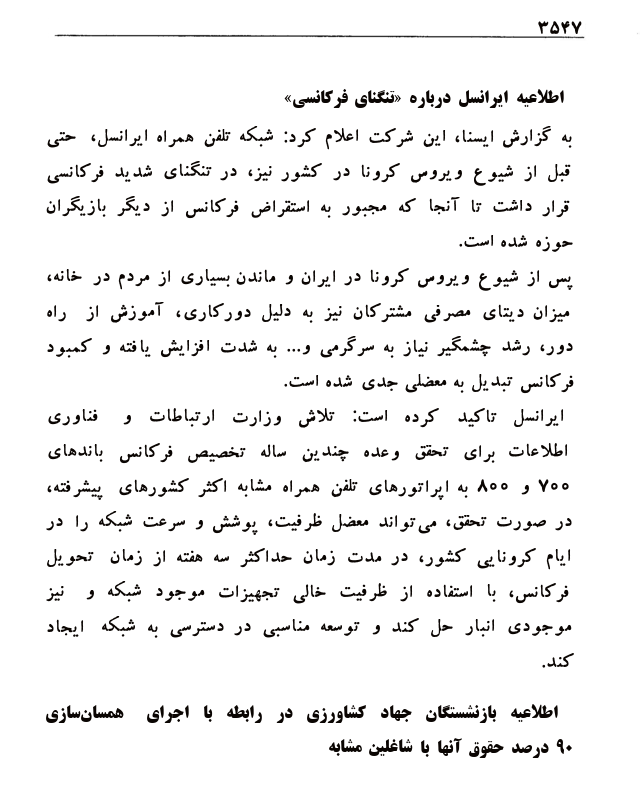 ۳۵۴۷
اطلاعیه ایرانسل درباره «تنگنای فرکانسی»
به گزارش ایسنا، این شرکت اعلام کرد: شبکه تلفن همراه ایرانسل، حتی
قبل از شیوع ویروس کرونا در کشور نیز، در تنگنای شدید فرکانسی
قرار داشت تا آنجا که مجبور به استقراض فرکانس از دیگر بازیگران
حوزه شده است.
پس از شیوع ویروس کرونا در ایران و ماندن بسیاری از مردم در خانه،
میزان دیتای مصرفی مشترکان نیز به دلیل دورکاری، آموزش از راه
دور، رشد چشمگیر نیاز به سرگرمی و... به شدت افزایش یافته و کمبود
فرکانس تبدیل به معضلی جدی شده است.
ایرانسل تاکید کرده است: تلاش وزارت ارتباطات و فناوری
اطلاعات برای تحقق وعده چندین ساله تخصیص فرکانس باندهای
۷۰۰ و ۸۰۰ به اپراتورهای تلفن همراه مشابه اکثر کشورهای پیشرفته،
در صورت تحقق، می‌تواند معضل ظرفیت، پوشش و سرعت شبکه را در
ایام کرونایی کشور، در مدت زمان حداکثر سه هفته از زمان تحویل
فرکانس، با استفاده از ظرفیت خالی تجهیزات موجود شبکه و نیز
موجودی انبار حل کند و توسعه مناسبی در دسترسی به شبکه ایجاد
کند.
اطلاعیه بازنشستگان جهاد کشاورزی در رابطه با اجرای همسان‌سازی
۹۰ درصد حقوق آنها با شاغلین مشابه